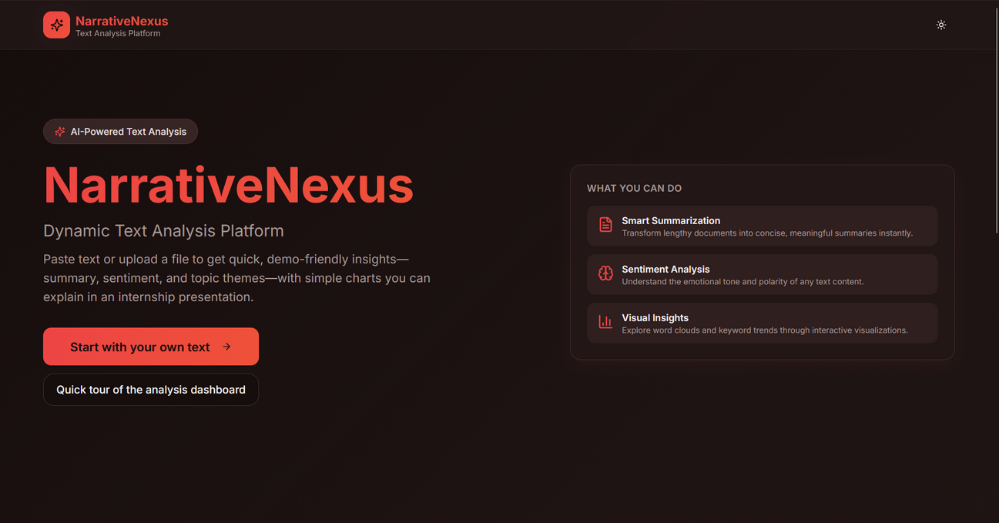 NarrativeNexus
Text Analysis Platform
AI-Powered Text Analysis
NarrativeNexus
Dynamic Text Analysis Platform
Paste text or upload a file to get quick, demo-friendly insights—
summary, sentiment, and topic themes—with simple charts you can
explain in an internship presentation.
Start with your own text
Quick tour of the analysis dashboard
WHAT YOU CAN DO
Smart Summarization
Transform lengthy documents into concise, meaningful summaries instantly.
Sentiment Analysis
Understand the emotional tone and polarity of any text content.
Visual Insights
Explore word clouds and keyword trends through interactive visualizations.